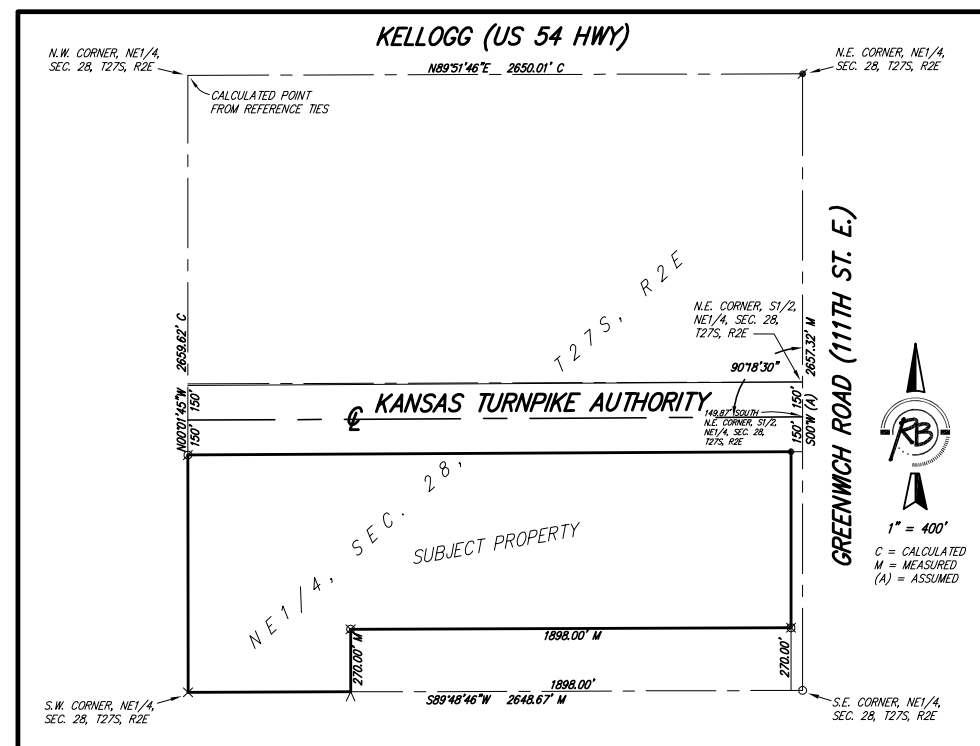 KELLOGG (US 54 HWY)
N.W. CORNER, NE1/4,
SEC. 28, T27S, R2E
N89°51'46"E 2650.01' C
N.E. CORNER, NE1/4,
SEC. 28, T27S, R2E
CALCULATED POINT
FROM REFERENCE TIES
T27S, R2E
N.E. CORNER, S1/2,
NE1/4, SEC. 28,
T27S, R2E
2659.62' C
N00°01'45"W
150'
150'
2657.32' M
S00°W (A)
150'
150'
90°18'30"
KANSAS TURNPIKE AUTHORITY
149.87' SOUTH
N.E. CORNER, S1/2,
NE1/4, SEC. 28,
T27S, R2E
GREENWICH ROAD (111TH ST. E.)
RB
1" = 400'
C = CALCULATED
M = MEASURED
(A) = ASSUMED
NE1/4, SEC. 28,
SUBJECT PROPERTY
270.00' M
1898.00' M
270.00'
1898.00'
S89°48'46"W 2648.67' M
S.W. CORNER, NE1/4,
SEC. 28, T27S, R2E
S.E. CORNER, NE1/4,
SEC. 28, T27S, R2E